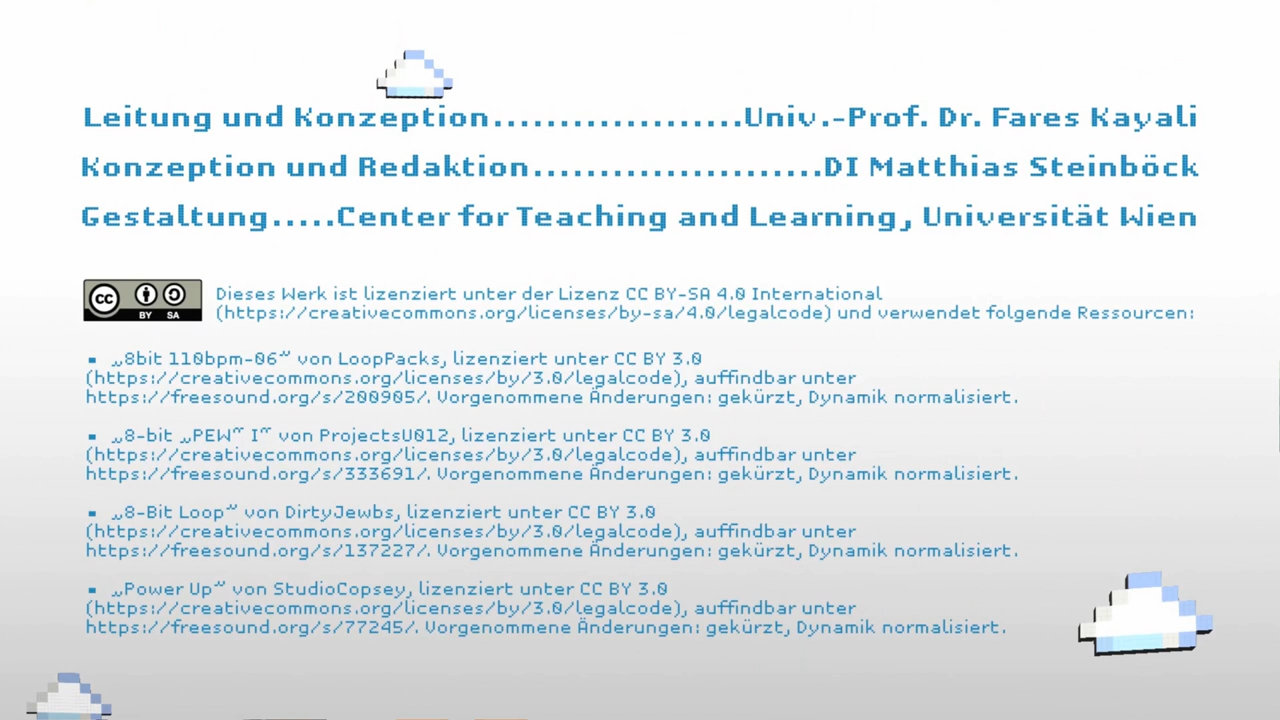 Leitung und Konzeption...................Univ.-Prof. Dr. Fares Kayali
Konzeption und Redaktion......................DI Matthias Steinböck
Gestaltung.....Center for Teaching and Learning, Universität Wien
cc BY SA
Dieses Werk ist lizenziert unter der Lizenz CC BY-SA 4.0 International
(https://creativecommons.org/licenses/by-sa/4.0/legalcode) und verwendet folgende Ressourcen:
▪ „8bit 110bpm-06“ von LoopPacks, lizenziert unter CC BY 3.0
(https://creativecommons.org/licenses/by/3.0/legalcode), auffindbar unter
https://freesound.org/s/200905/. Vorgenommene Änderungen: gekürzt, Dynamik normalisiert.
▪ „8-bit „PEW“ I“ von ProjectsU012, lizenziert unter CC BY 3.0
(https://creativecommons.org/licenses/by/3.0/legalcode), auffindbar unter
https://freesound.org/s/333691/. Vorgenommene Änderungen: gekürzt, Dynamik normalisiert.
▪ „8-Bit Loop“ von DirtyJewbs, lizenziert unter CC BY 3.0
(https://creativecommons.org/licenses/by/3.0/legalcode), auffindbar unter
https://freesound.org/s/137227/. Vorgenommene Änderungen: gekürzt, Dynamik normalisiert.
▪ „Power Up“ von StudioCopsey, lizenziert unter CC BY 3.0
(https://creativecommons.org/licenses/by/3.0/legalcode), auffindbar unter
https://freesound.org/s/77245/. Vorgenommene Änderungen: gekürzt, Dynamik normalisiert.